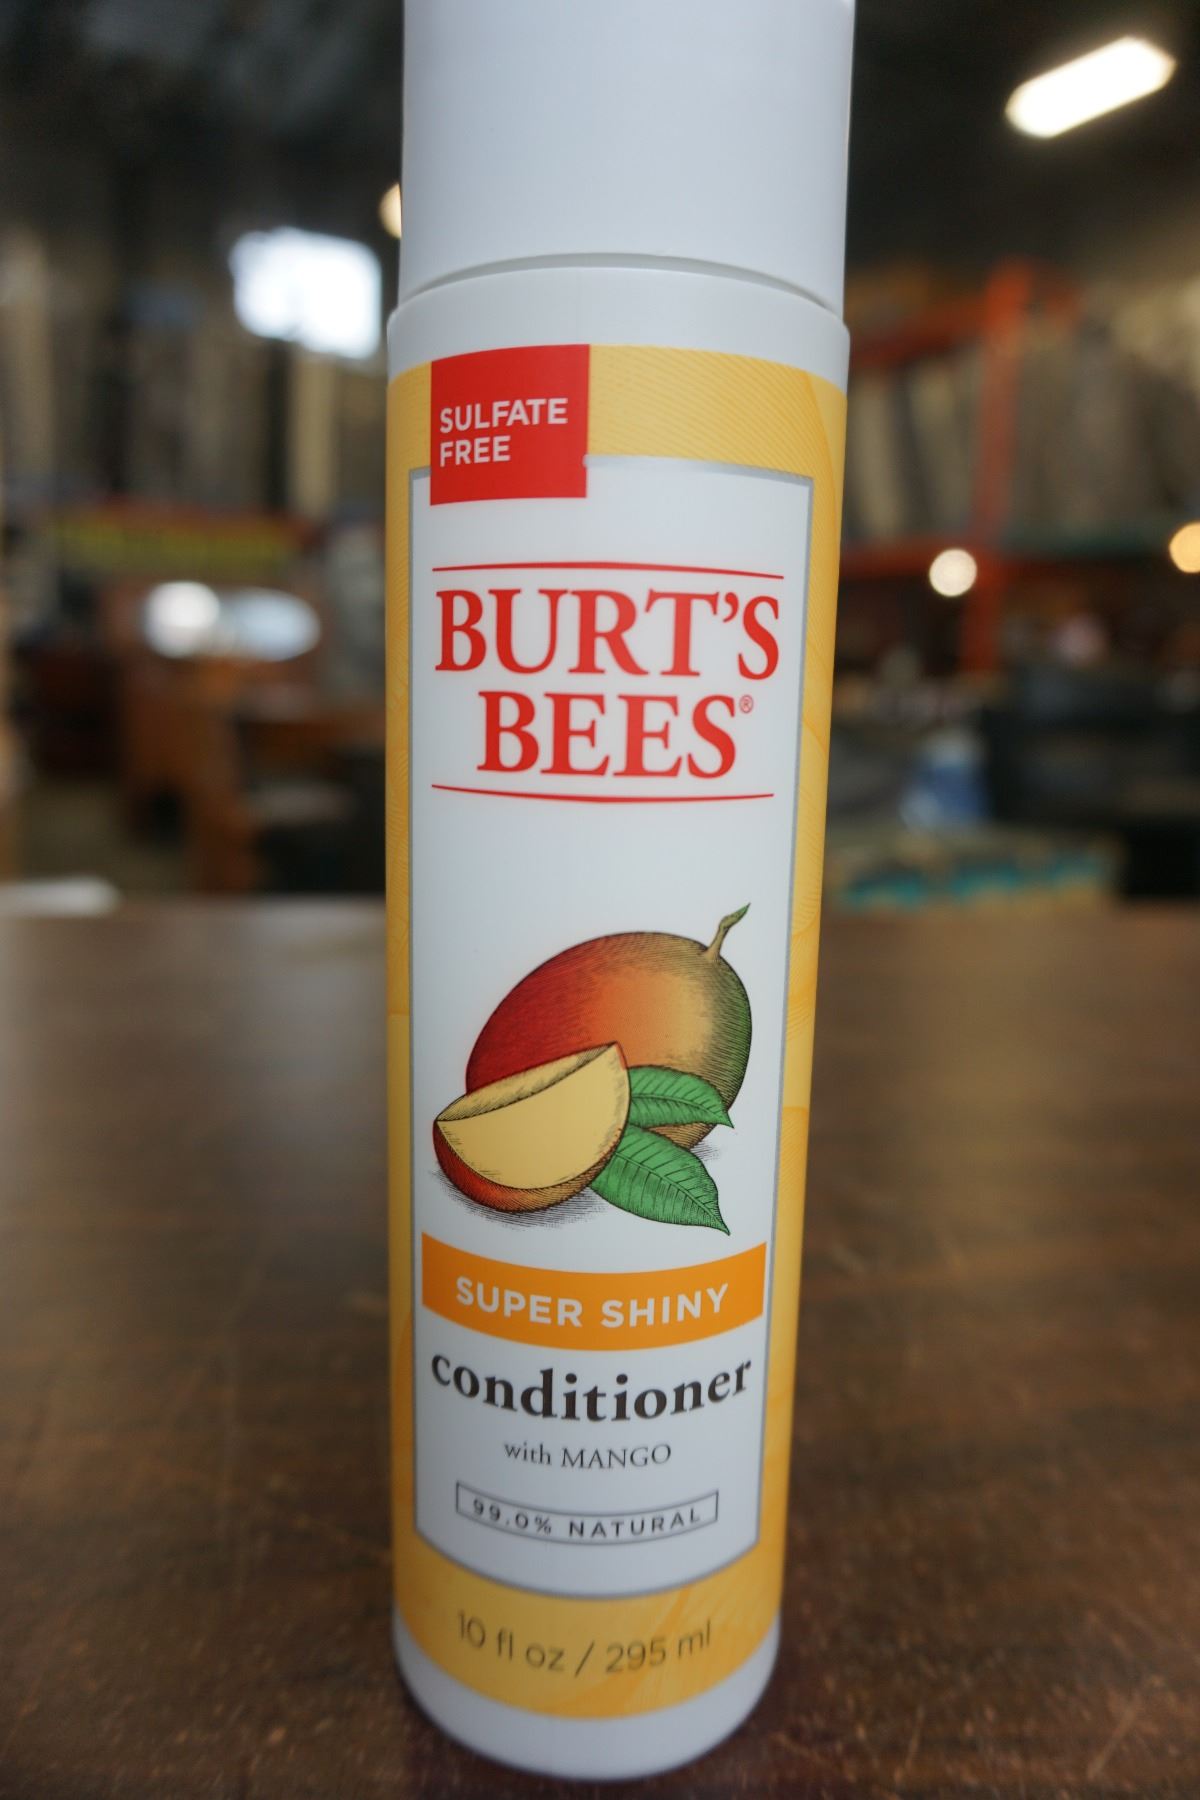 SULFATE
FREE
BURT'S
BEES®
SUPER SHINY
conditioner
with MANGO
99.0% NATURAL
10 fl oz / 295 ml